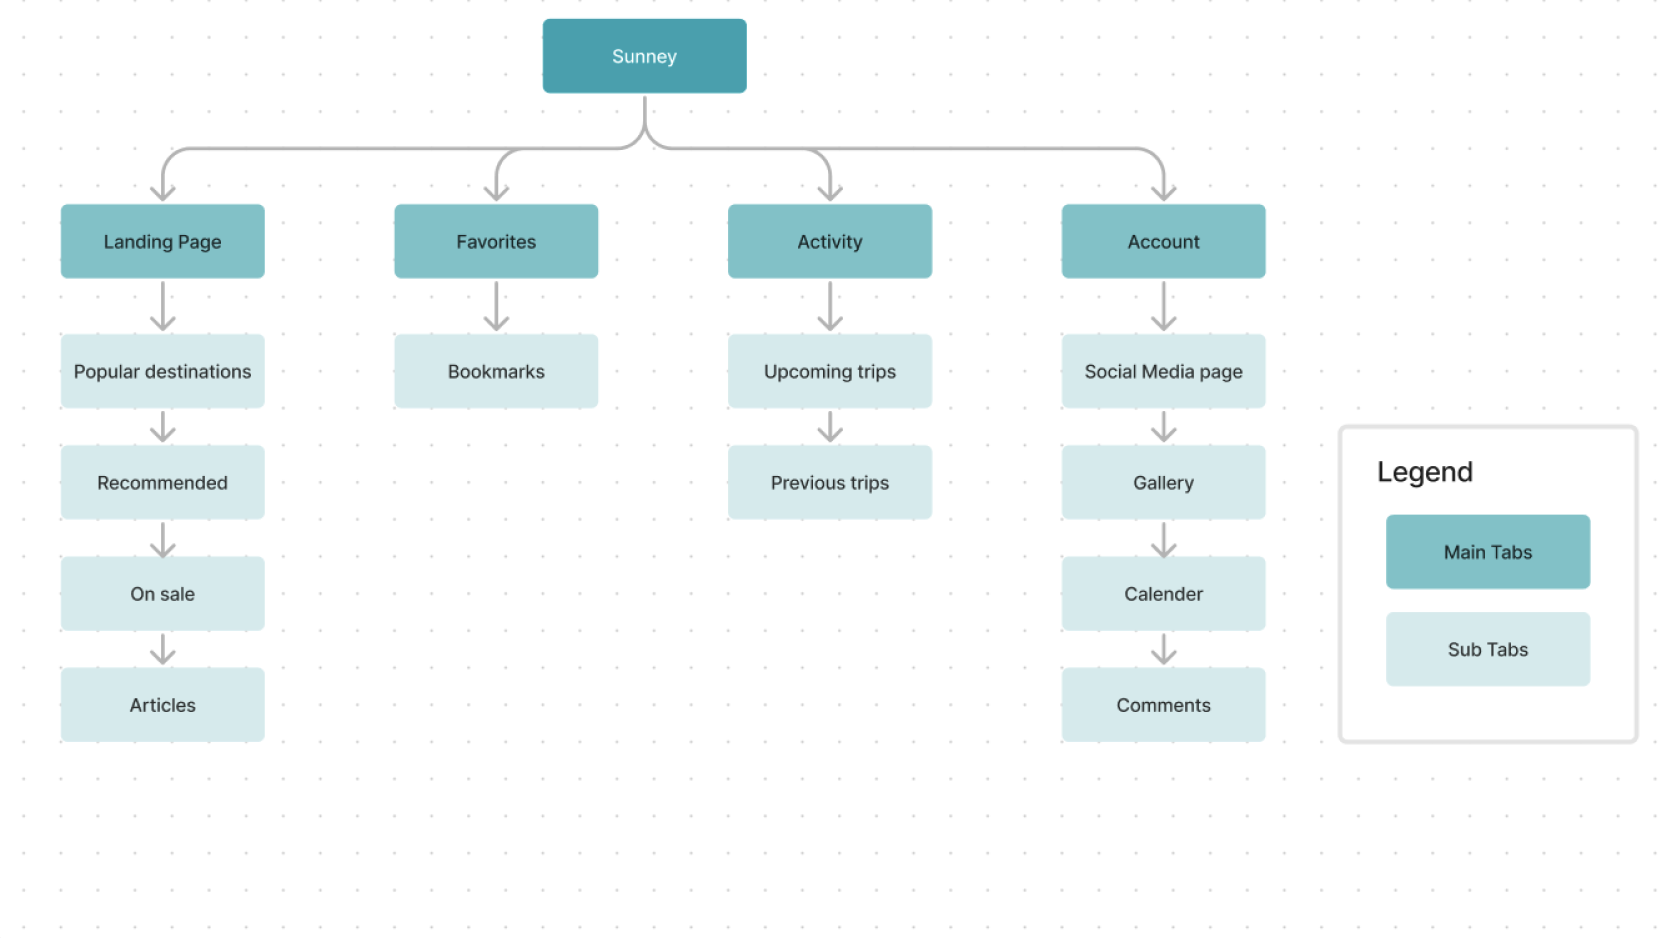 Sunney
Landing Page
Favorites
Activity
Account
Popular destinations
Bookmarks
Upcoming trips
Social Media page
Recommended
Previous trips
Gallery
On sale
Calender
Articles
Comments
Legend
Main Tabs
Sub Tabs